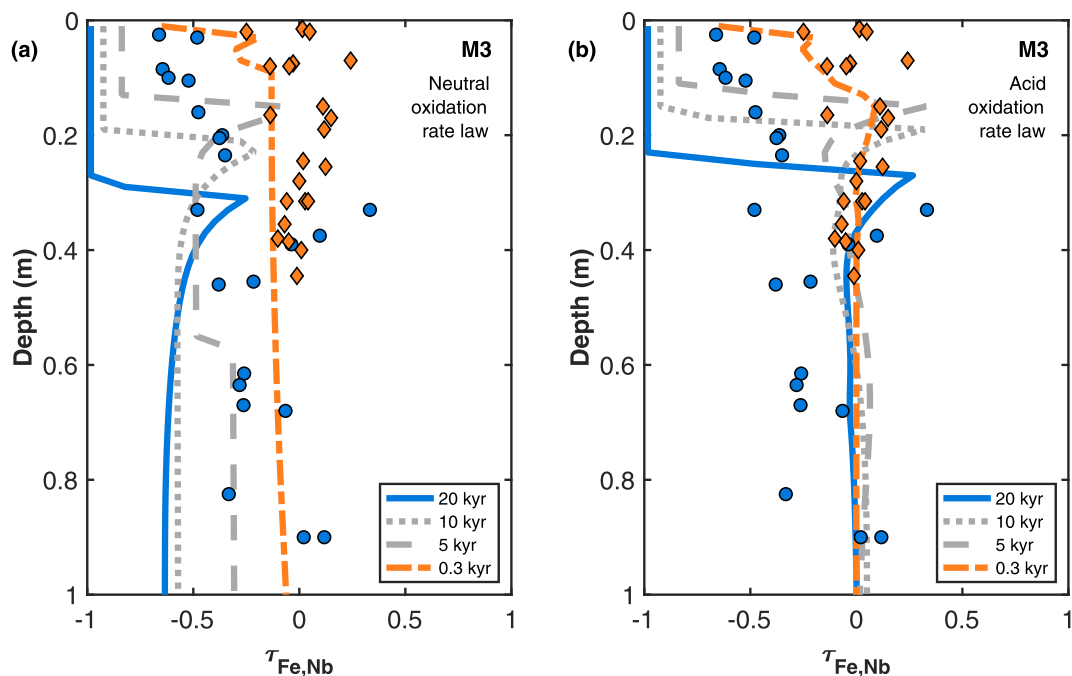 (a)
M3
Neutral
oxidation
rate law
0
0.2
0.4
0.6
0.8
1
Depth (m)
20 kyr
10 kyr
5 kyr
0.3 kyr
-1
-0.5
0
0.5
1
τFe,Nb
(b)
M3
Acid
oxidation
rate law
0
0.2
0.4
0.6
0.8
1
Depth (m)
20 kyr
10 kyr
5 kyr
0.3 kyr
-1
-0.5
0
0.5
1
τFe,Nb